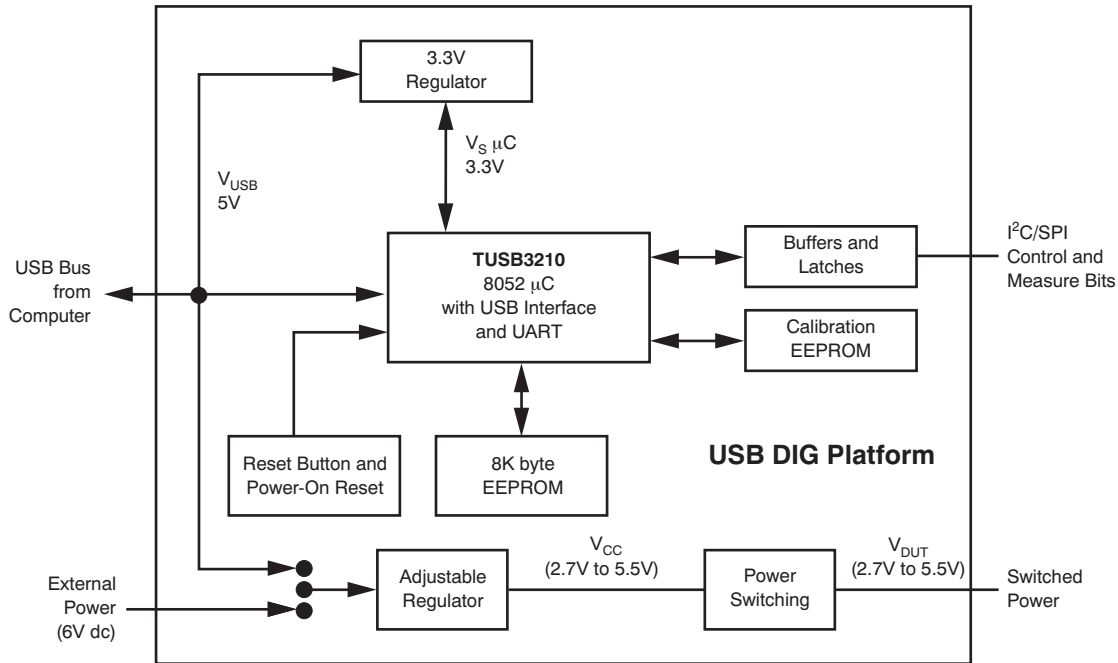 3.3V
Regulator
V_S μC
3.3V
V_USB
5V
USB Bus
from
Computer
TUSB3210
8052 μC
with USB Interface
and UART
Buffers and
Latches
I²C/SPI
Control and
Measure Bits
Calibration
EEPROM
Reset Button and
Power-On Reset
8K byte
EEPROM
USB DIG Platform
External
Power
(6V dc)
Adjustable
Regulator
V_CC
(2.7V to 5.5V)
Power
Switching
V_DUT
(2.7V to 5.5V)
Switched
Power